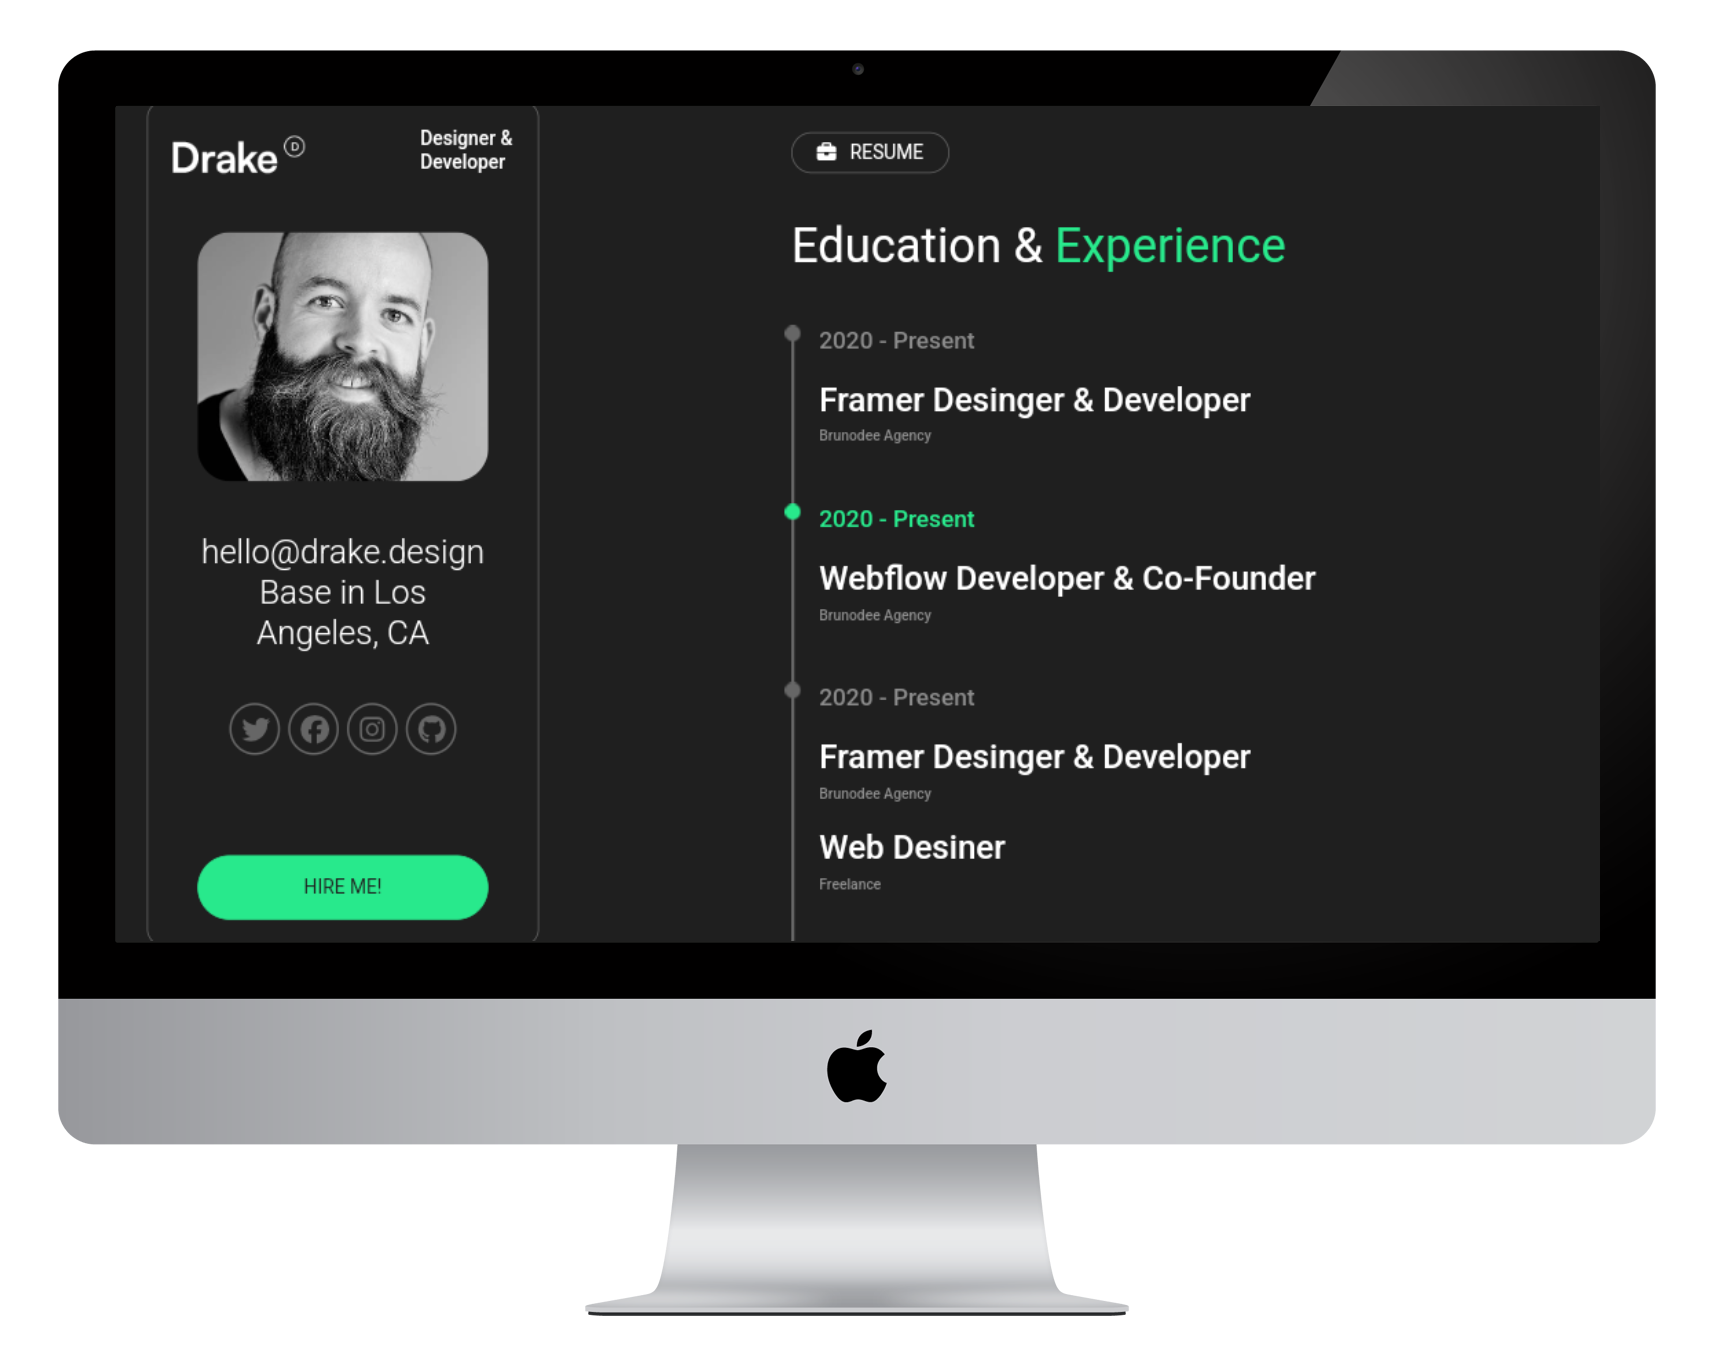 Drake D
Designer &
Developer
hello@drake.design
Base in Los
Angeles, CA
HIRE ME!
RESUME
Education & Experience
2020 - Present
Framer Desinger & Developer
Brunodee Agency
2020 - Present
Webflow Developer & Co-Founder
Brunodee Agency
2020 - Present
Framer Desinger & Developer
Brunodee Agency
Web Desiner
Freelance